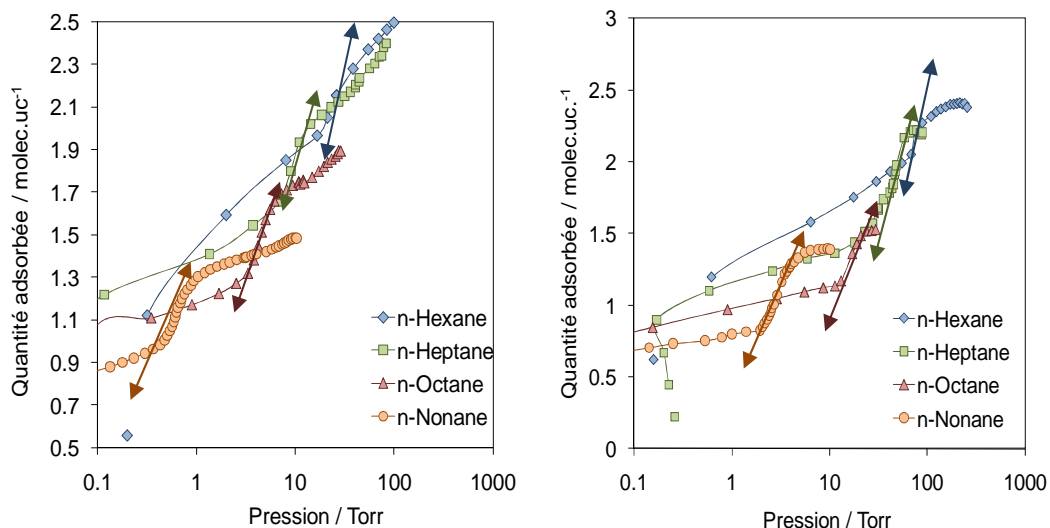 Quantité adsorbée / molec.uc⁻¹
2.5
2.3
2.1
1.9
1.7
1.5
1.3
1.1
0.9
0.7
0.5
n-Hexane
n-Heptane
n-Octane
n-Nonane
0.1 1 10 100 1000
Pression / Torr
Quantité adsorbée / molec.uc.⁻¹
3
2.5
2
1.5
1
0.5
0
n-Hexane
n-Heptane
n-Octane
n-Nonane
0.1 1 10 100 1000
Pression / Torr